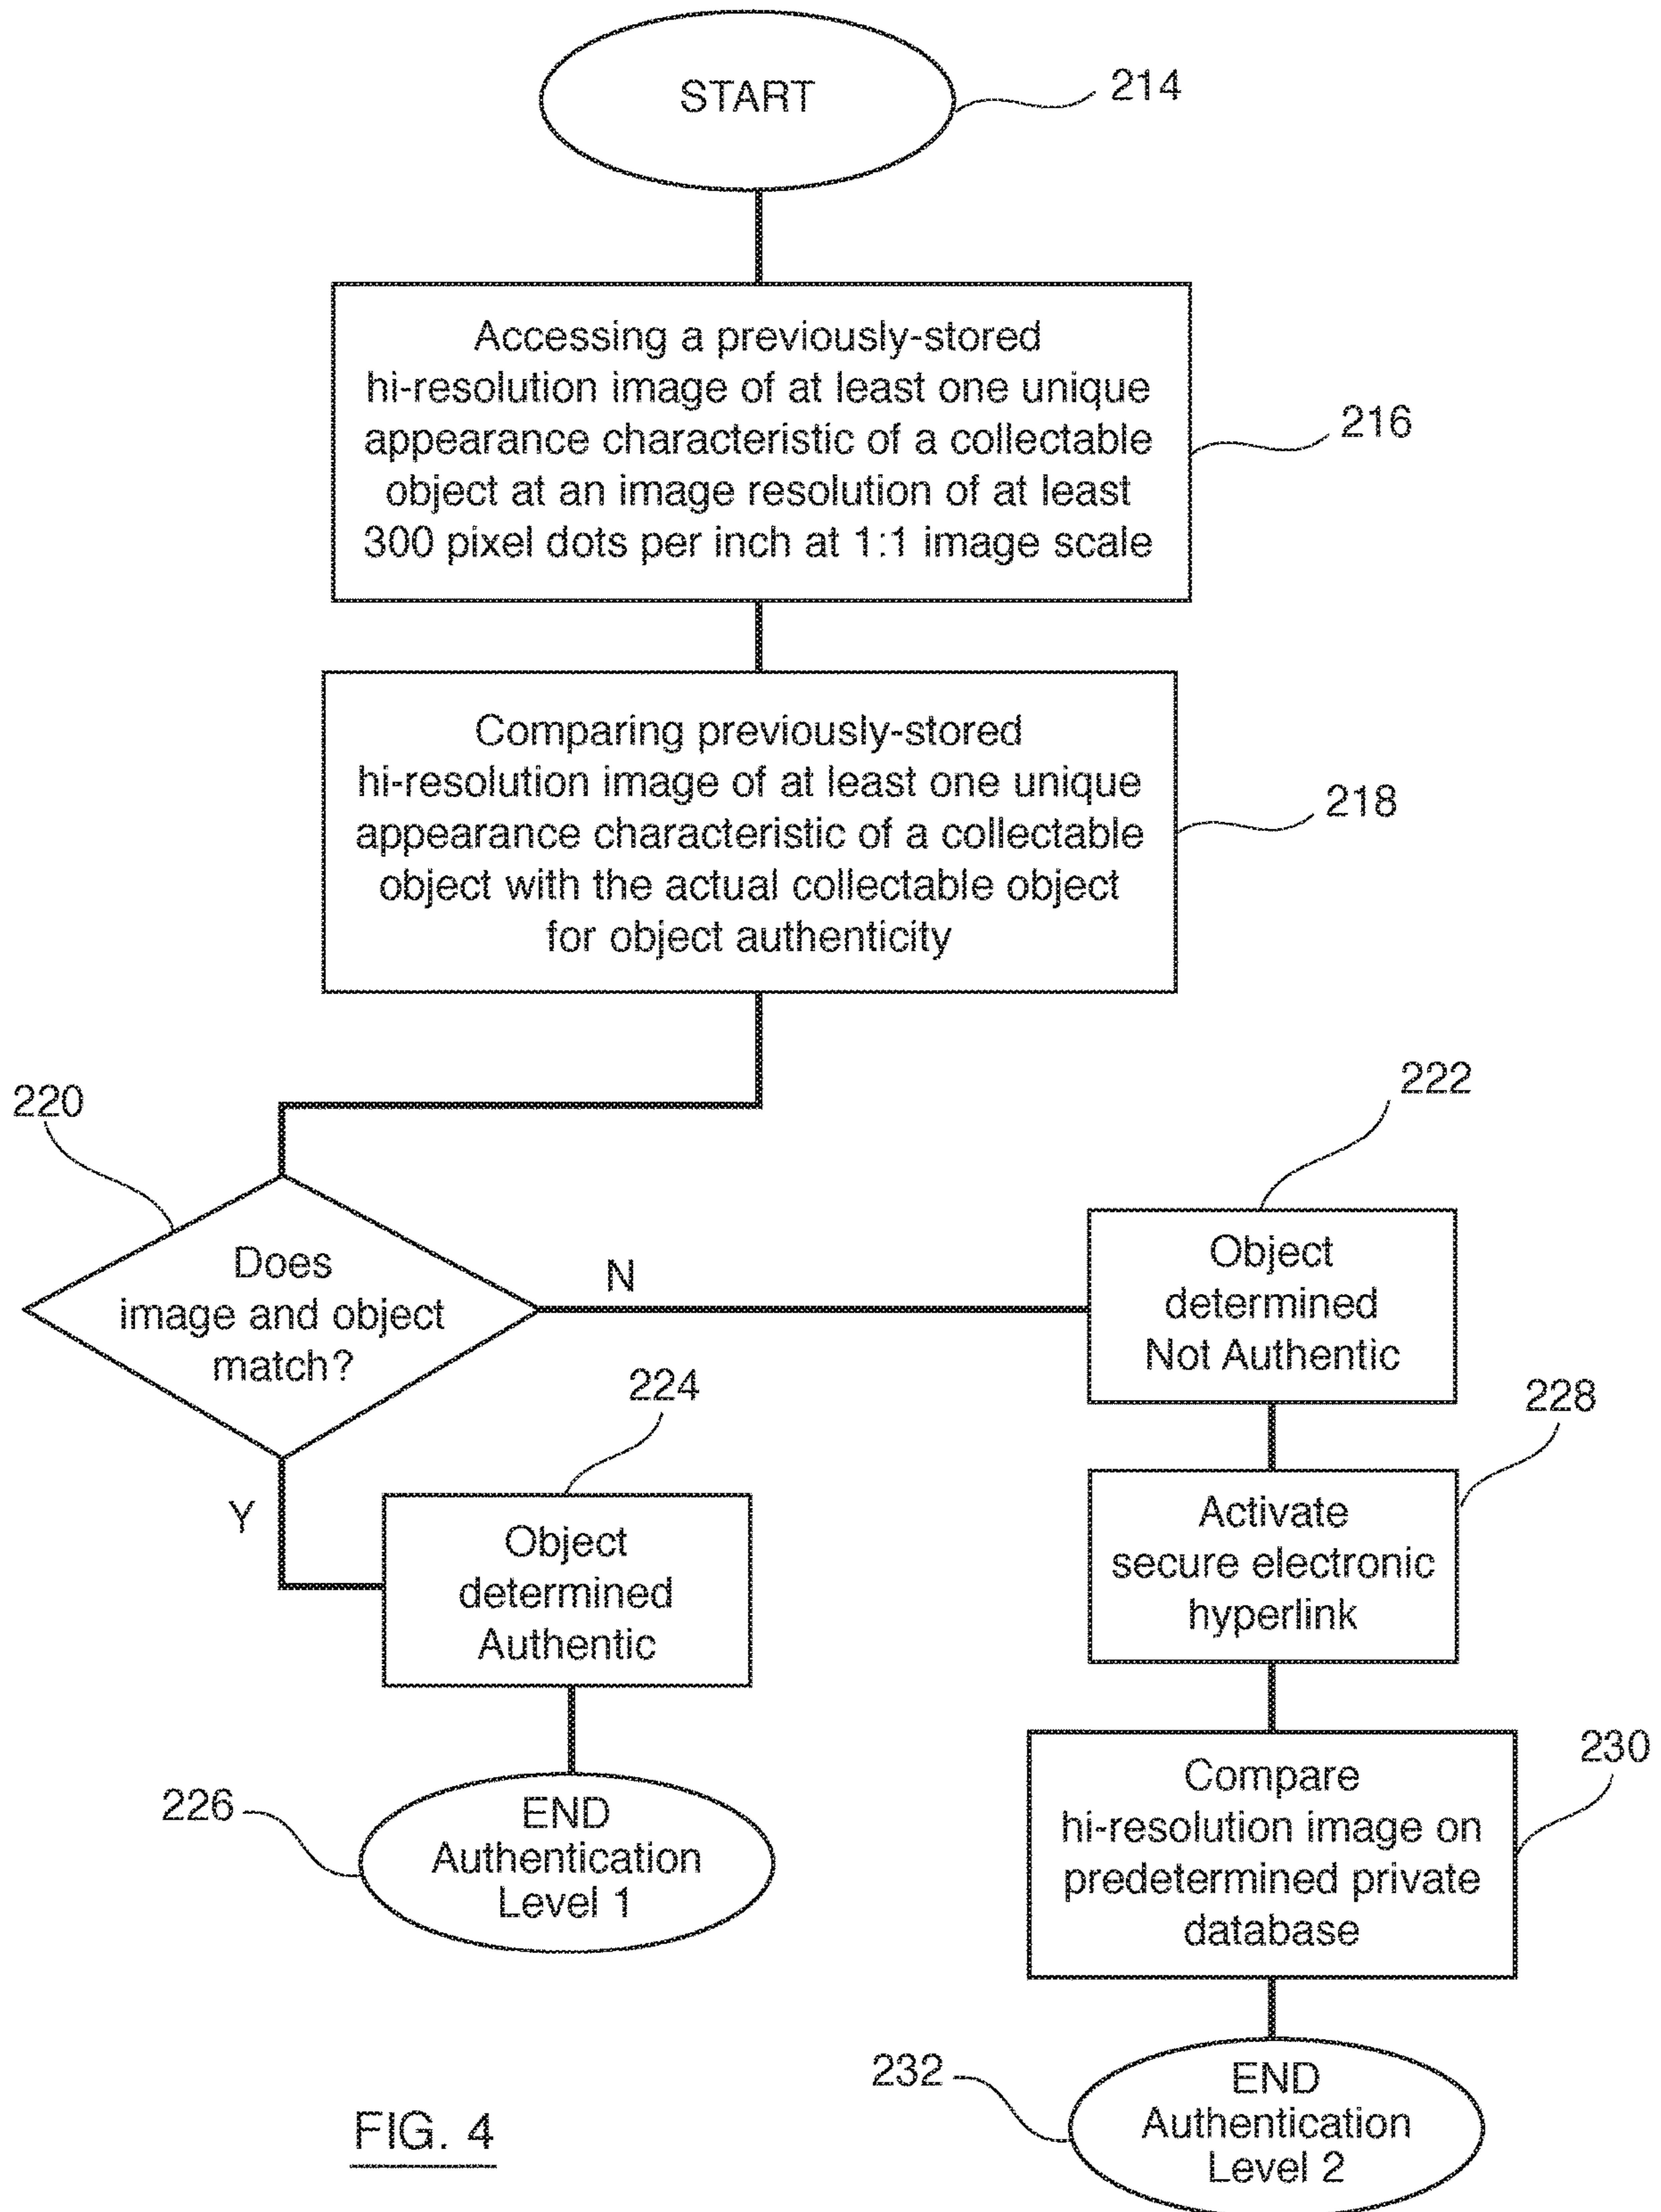 START
214
Accessing a previously-stored
hi-resolution image of at least one unique
appearance characteristic of a collectable
object at an image resolution of at least
300 pixel dots per inch at 1:1 image scale
216
Comparing previously-stored
hi-resolution image of at least one unique
appearance characteristic of a collectable
object with the actual collectable object
for object authenticity
218
220
Does
image and object
match?
N
222
Object
determined
Not Authentic
Y
224
Object
determined
Authentic
228
Activate
secure electronic
hyperlink
226
END
Authentication
Level 1
230
Compare
hi-resolution image on
predetermined private
database
232
END
Authentication
Level 2
FIG. 4